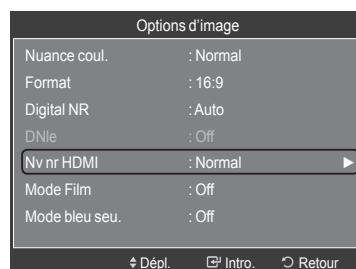 Options d'image
Nuance coul. : Normal
Format : 16:9
Digital NR : Auto
DNIe : Off
Nv nr HDMI : Normal
Mode Film : Off
Mode bleu seu. : Off
Dépl. Intro. Retour